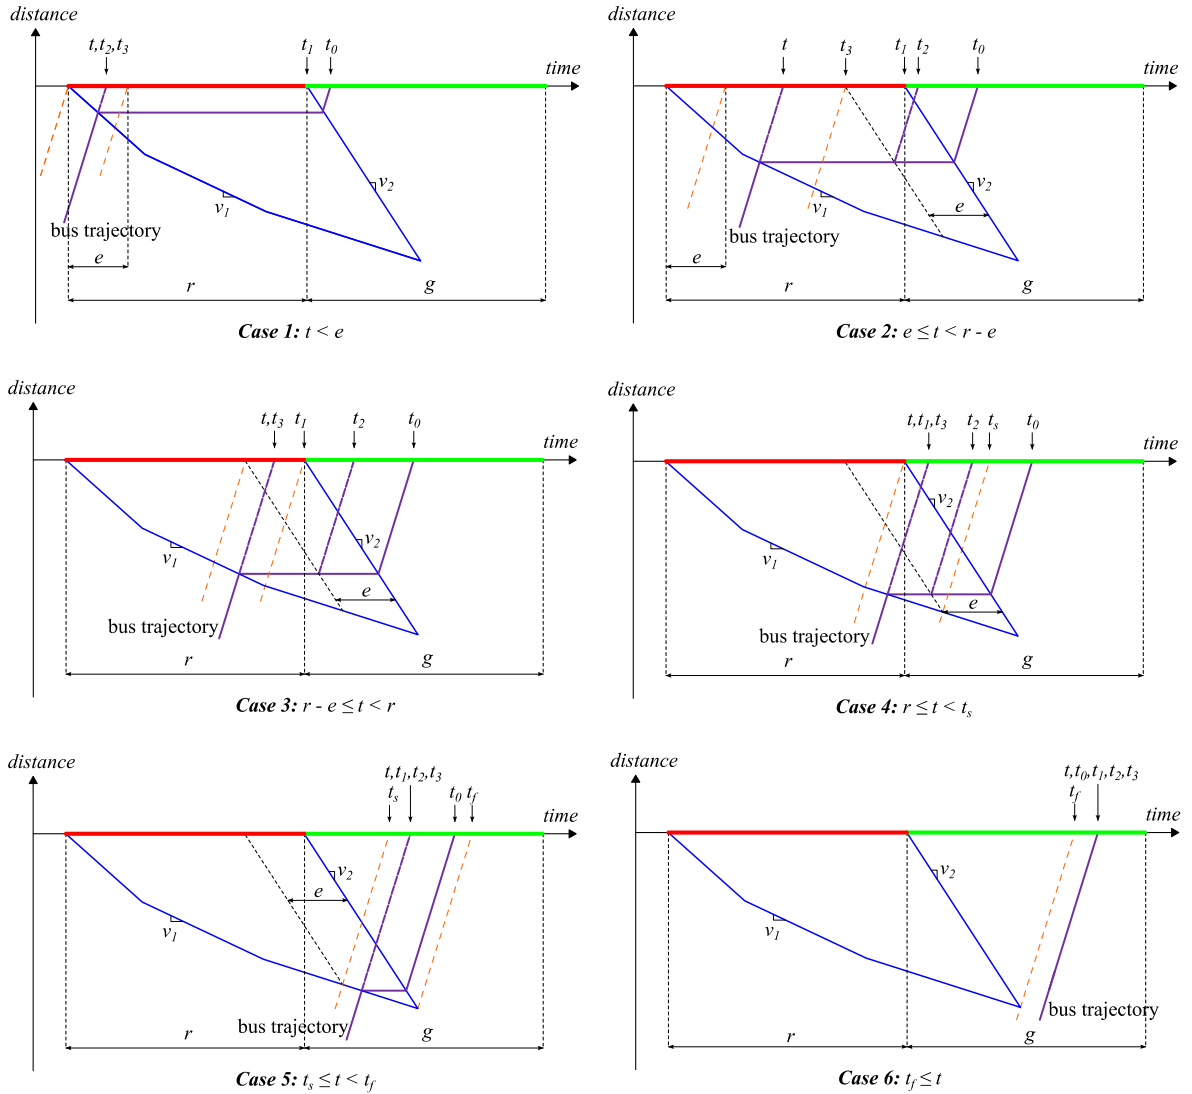 distance
t,t2,t3 t1 t0
time
v2
v1
bus trajectory
e
r g
Case 1: t < e
distance
t t3 t1 t2 t0
time
v2
v1 e
bus trajectory
e
r g
Case 2: e ≤ t < r - e
distance
t,t3 t1 t2 t0
time
v2
v1
e
bus trajectory
r g
Case 3: r - e ≤ t < r
distance
t,t1,t3 t2 ts t0
time
v2
v1
e
bus trajectory
r g
Case 4: r ≤ t < ts
distance
t,t1,t2,t3
ts t0 tf
time
v2
e
v1
bus trajectory
r g
Case 5: ts ≤ t < tf
distance
t,t0,t1,t2,t3
tf
time
v2
v1
bus trajectory
r g
Case 6: tf ≤ t